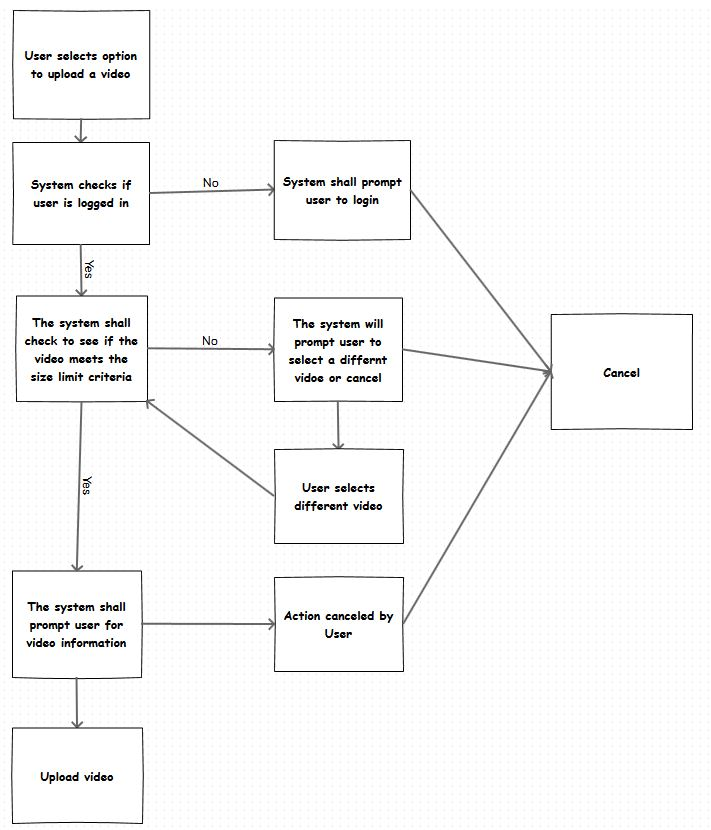 User selects option
to upload a video
System checks if
user is logged in
No
System shall prompt
user to login
Yes
The system shall
check to see if the
video meets the
size limit criteria
No
The system will
prompt user to
select a differnt
vidoe or cancel
Cancel
User selects
different video
Yes
The system shall
prompt user for
video information
Action canceled by
User
Upload video